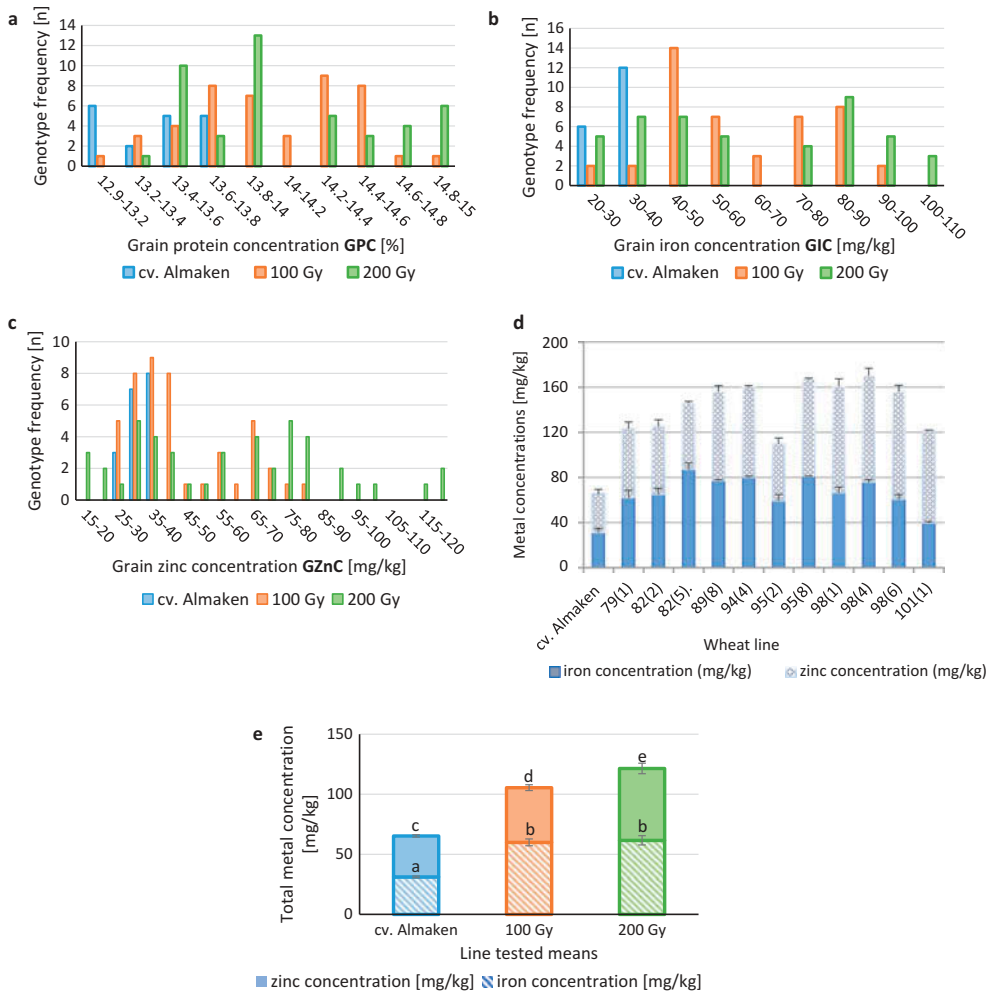 a
Genotype frequency [n]
14
12
10
8
6
4
2
0
12.9-13.2
13.2-13.4
13.4-13.6
13.6-13.8
13.8-14
14-14.2
14.2-14.4
14.4-14.6
14.6-14.8
14.8-15
Grain protein concentration GPC [%]
cv. Almaken 100 Gy 200 Gy
b
Genotype frequency [n]
16
14
12
10
8
6
4
2
0
20-30
30-40
40-50
50-60
60-70
70-80
80-90
90-100
100-110
Grain iron concentration GIC [mg/kg]
cv. Almaken 100 Gy 200 Gy
c
Genotype frequency [n]
10
8
6
4
2
0
15-20
25-30
35-40
45-50
55-60
65-70
75-80
85-90
95-100
105-110
115-120
Grain zinc concentration GZnC [mg/kg]
cv. Almaken 100 Gy 200 Gy
d
Metal concentrations [mg/kg]
200
160
120
80
40
0
cv. Almaken
79(1)
82(2)
82(5).
89(8)
94(4)
95(2)
95(8)
98(1)
98(4)
98(6)
101(1)
Wheat line
iron concentration (mg/kg) zinc concentration (mg/kg)
e
Total metal concentration
[mg/kg]
150
100
50
0
c
a
d
b
e
b
cv. Almaken 100 Gy 200 Gy
Line tested means
zinc concentration [mg/kg] iron concentration [mg/kg]